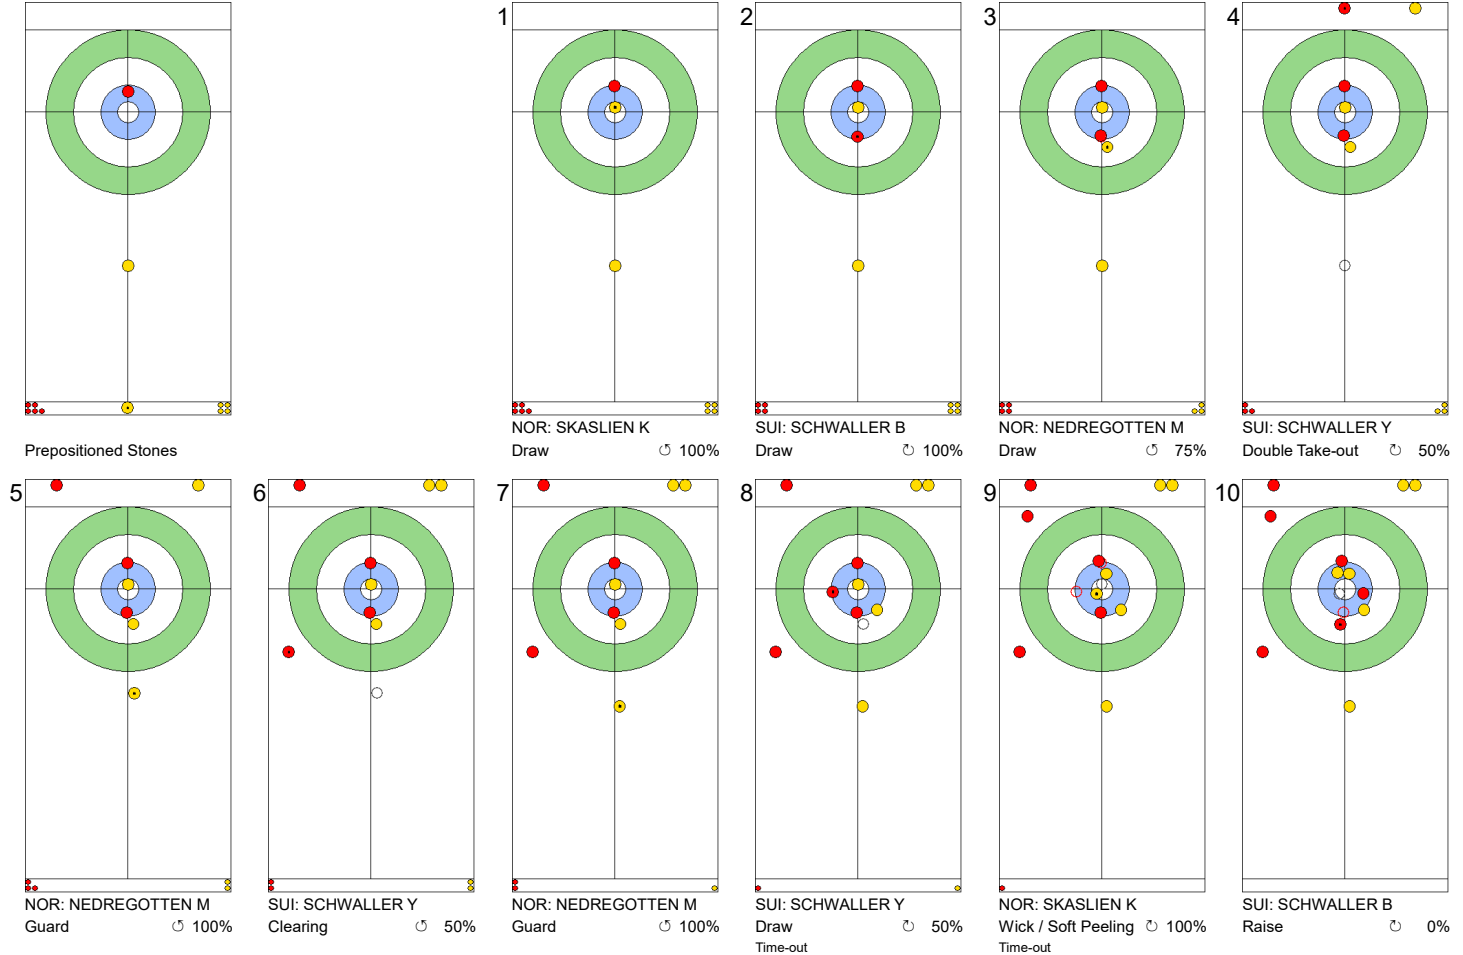 1
2
3
4
NOR: SKASLIEN K
SUI: SCHWALLER B
NOR: NEDREGOTTEN M
SUI: SCHWALLER Y
Prepositioned Stones
Draw ↺ 100%
Draw ↻ 100%
Draw ↺ 75%
Double Take-out ↻ 50%
5
6
7
8
9
10
NOR: NEDREGOTTEN M
SUI: SCHWALLER Y
NOR: NEDREGOTTEN M
SUI: SCHWALLER Y
NOR: SKASLIEN K
SUI: SCHWALLER B
Guard ↺ 100%
Clearing ↺ 50%
Guard ↺ 100%
Draw ↻ 50%
Wick / Soft Peeling ↻ 100%
Raise ↻ 0%
Time-out
Time-out